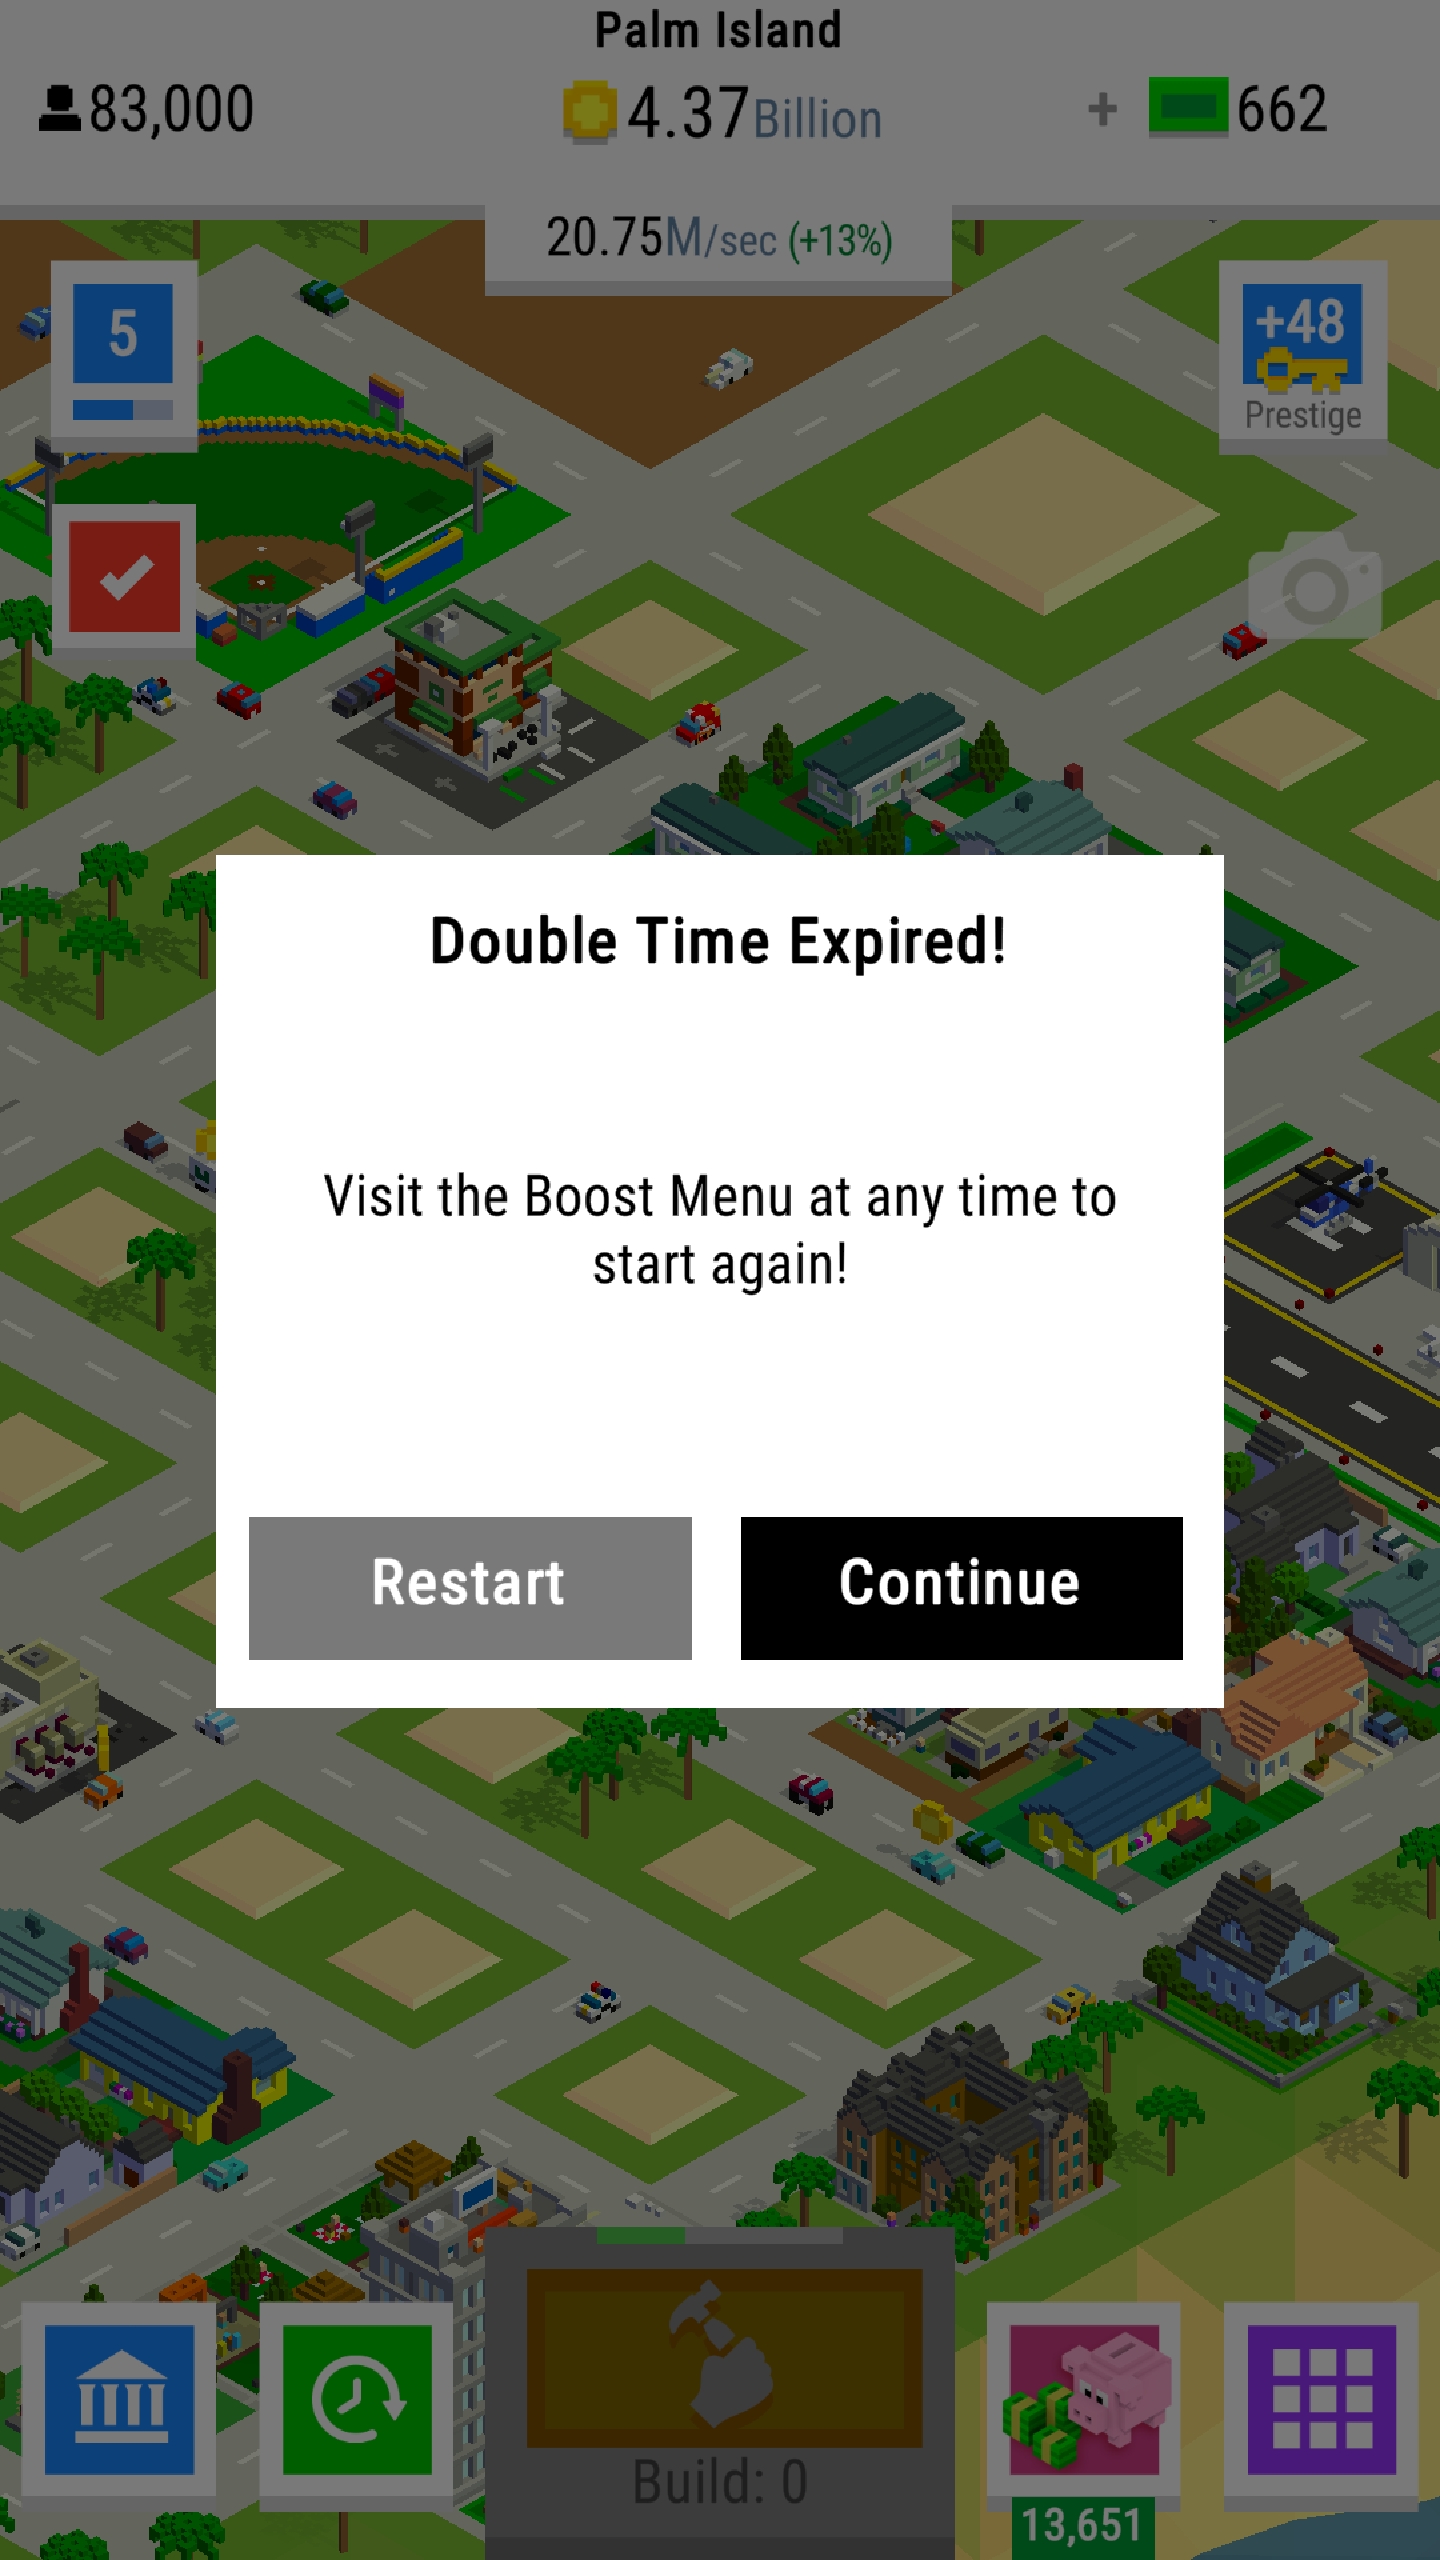 Palm Island
83,000
4.37Billion
+ 662
20.75M/sec (+13%)
5
+48
Prestige
Double Time Expired!
Visit the Boost Menu at any time to
start again!
Restart
Continue
Build: 0
13,651